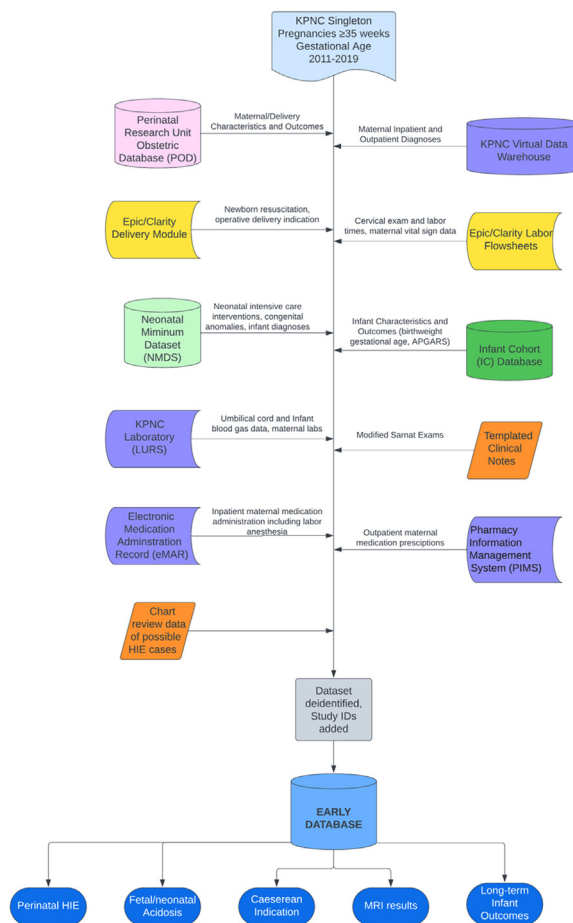 KPNC Singleton
Pregnancies ≥35 weeks
Gestational Age
2011-2019
Perinatal
Research Unit
Obstetric
Database (POD)
Maternal/Delivery
Characteristics and Outcomes
Maternal Inpatient and
Outpatient Diagnoses
KPNC Virtual Data
Warehouse
Epic/Clarity
Delivery Module
Newborn resuscitation,
operative delivery indication
Cervical exam and labor
times, maternal vital sign data
Epic/Clarity Labor
Flowsheets
Neonatal
Miminum
Dataset
(NMDS)
Neonatal intensive care
interventions, congenital
anomalies, infant diagnoses
Infant Characteristics and
Outcomes (birthweight
gestational age, APGARS)
Infant Cohort
(IC) Database
KPNC
Laboratory
(LURS)
Umbilical cord and Infant
blood gas data, maternal labs
Modified Sarnat Exams
Templated
Clinical
Notes
Electronic
Medication
Adminstration
Record (eMAR)
Inpatient maternal medication
administration including labor
anesthesia
Outpatient maternal
medication presciptions
Pharmacy
Information
Management
System (PIMS)
Chart
review data
of possible
HIE cases
Dataset
deidentified,
Study IDs
added
EARLY
DATABASE
Perinatal HIE
Fetal/neonatal
Acidosis
Caeserean
Indication
MRI results
Long-term
Infant
Outcomes